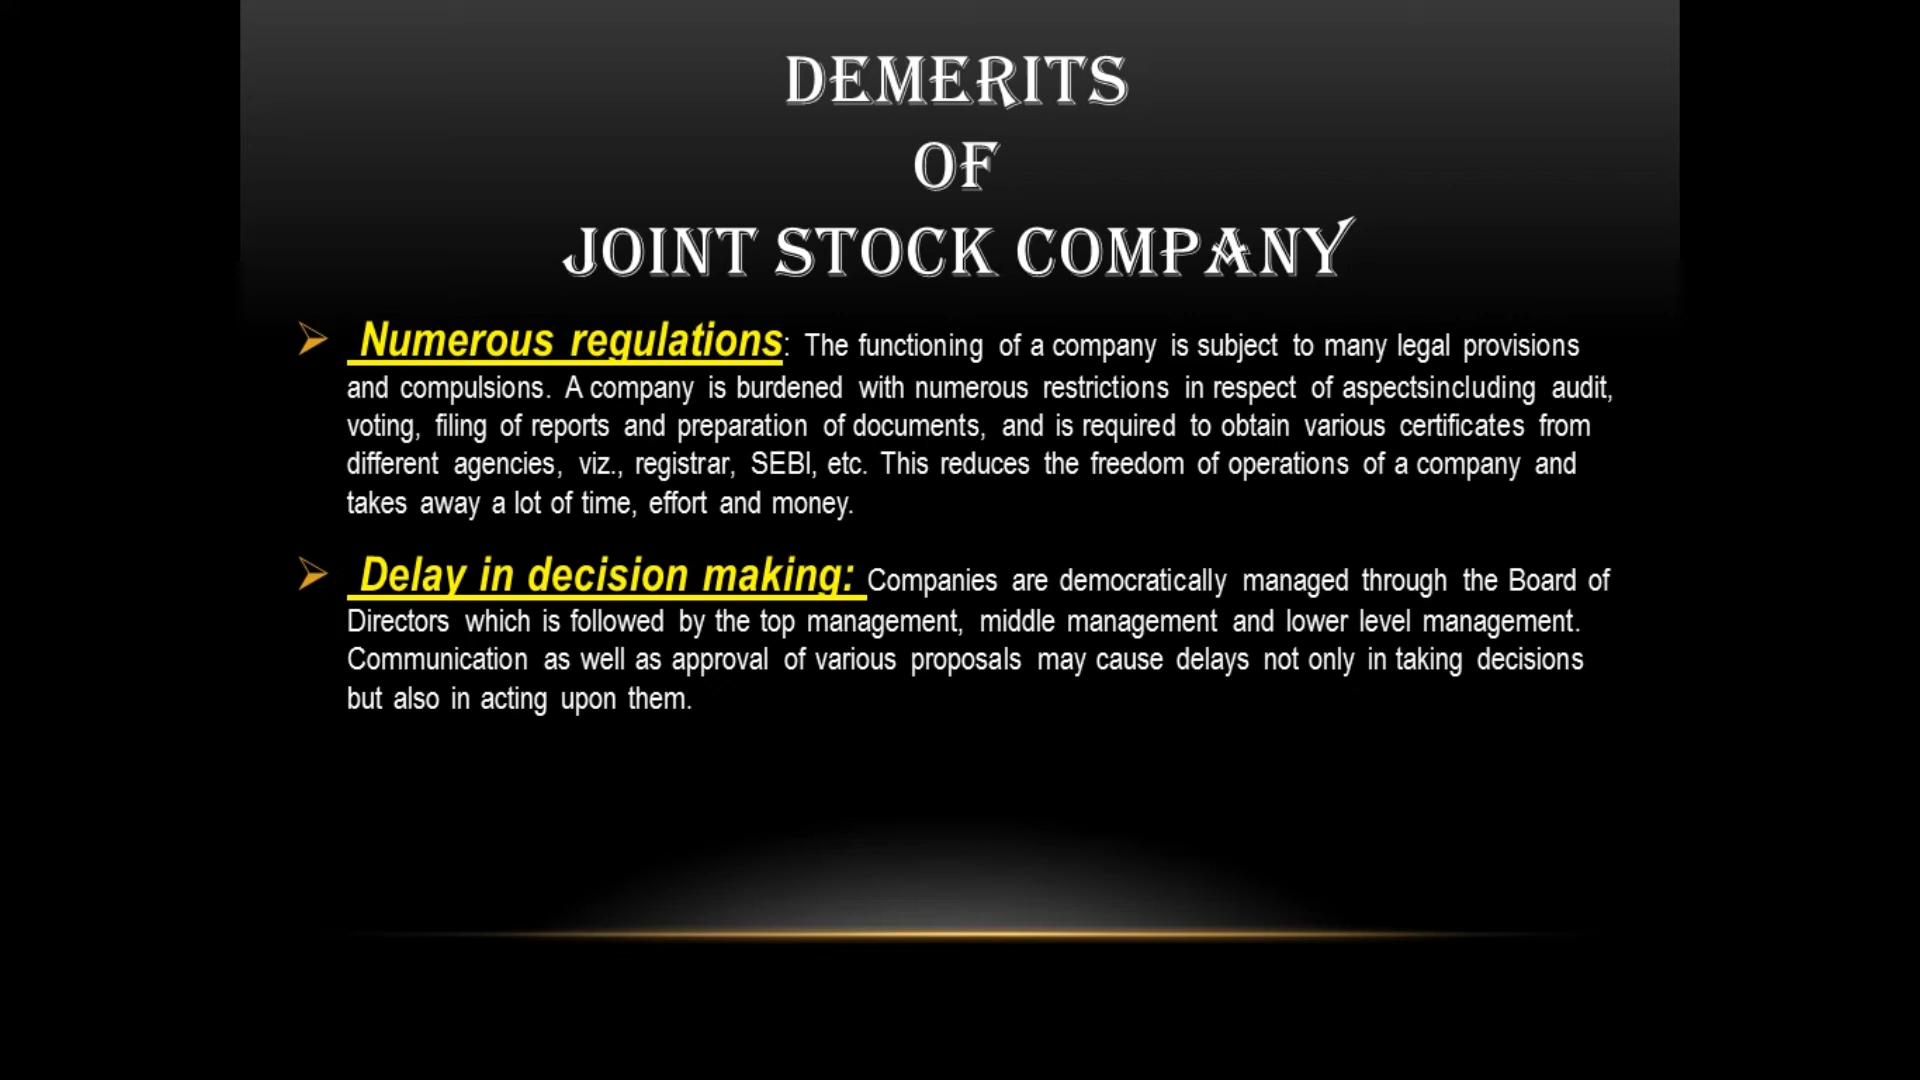 DEMERITS
OF
JOINT STOCK COMPANY
Numerous regulations: The functioning of a company is subject to many legal provisions
and compulsions. A company is burdened with numerous restrictions in respect of aspectsincluding audit,
voting, filing of reports and preparation of documents, and is required to obtain various certificates from
different agencies, viz., registrar, SEBI, etc. This reduces the freedom of operations of a company and
takes away a lot of time, effort and money.
Delay in decision making: Companies are democratically managed through the Board of
Directors which is followed by the top management, middle management and lower level management.
Communication as well as approval of various proposals may cause delays not only in taking decisions
but also in acting upon them.